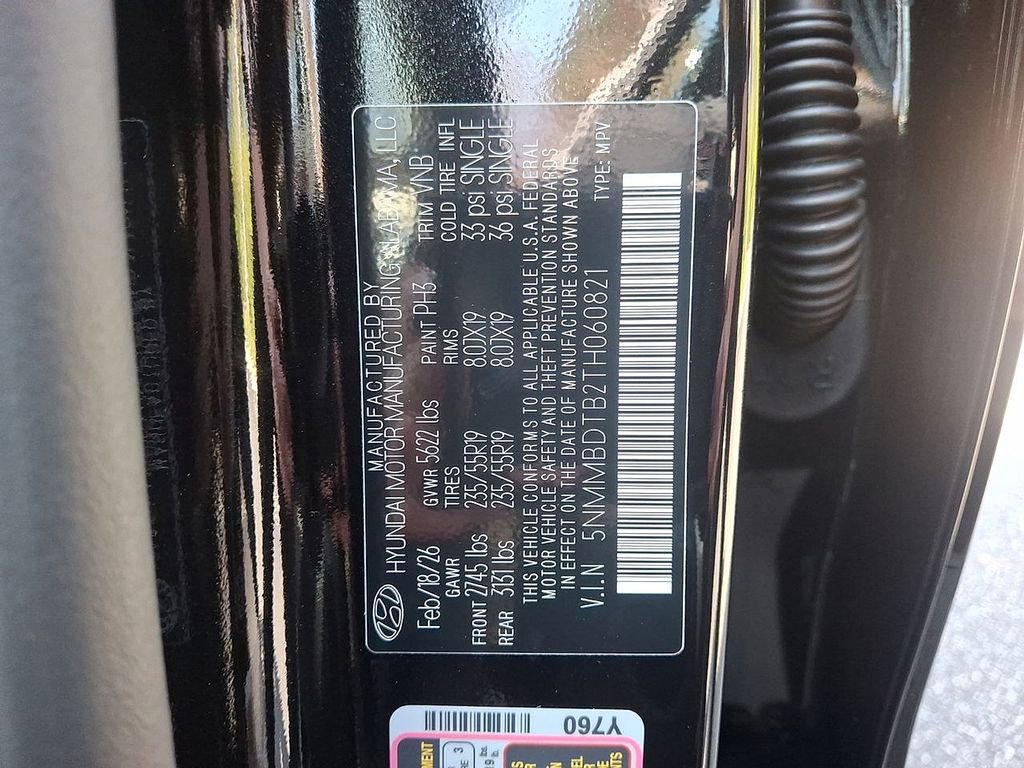 MANUFACTURED BY
HYUNDAI MOTOR MANUFACTURING ALABAMA, LLC
Feb/18/26 GVWR 5622 lbs PAINT PH3 TRIM VNB
GAWR TIRES RIMS COLD TIRE INFL
FRONT 2745 lbs 235/55R19 8.0JX19 33 psi SINGLE
REAR 3131 lbs 235/55R19 8.0JX19 36 psi SINGLE
THIS VEHICLE CONFORMS TO ALL APPLICABLE U.S.A. FEDERAL
MOTOR VEHICLE SAFETY AND THEFT PREVENTION STANDARDS
IN EFFECT ON THE DATE OF MANUFACTURE SHOWN ABOVE
V.I.N 5NMMBDTB2TH060821 TYPE: MPV
Y760
3